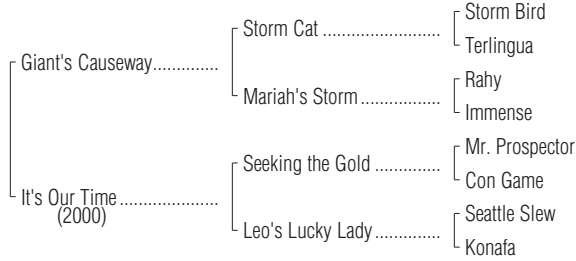 Storm Bird
Storm Cat ........................
Terlingua
Giant's Causeway.............
Rahy
Mariah's Storm ................
Immense
Mr. Prospector
Seeking the Gold .............
Con Game
It's Our Time ...................
(2000)
Seattle Slew
Leo's Lucky Lady .............
Konafa